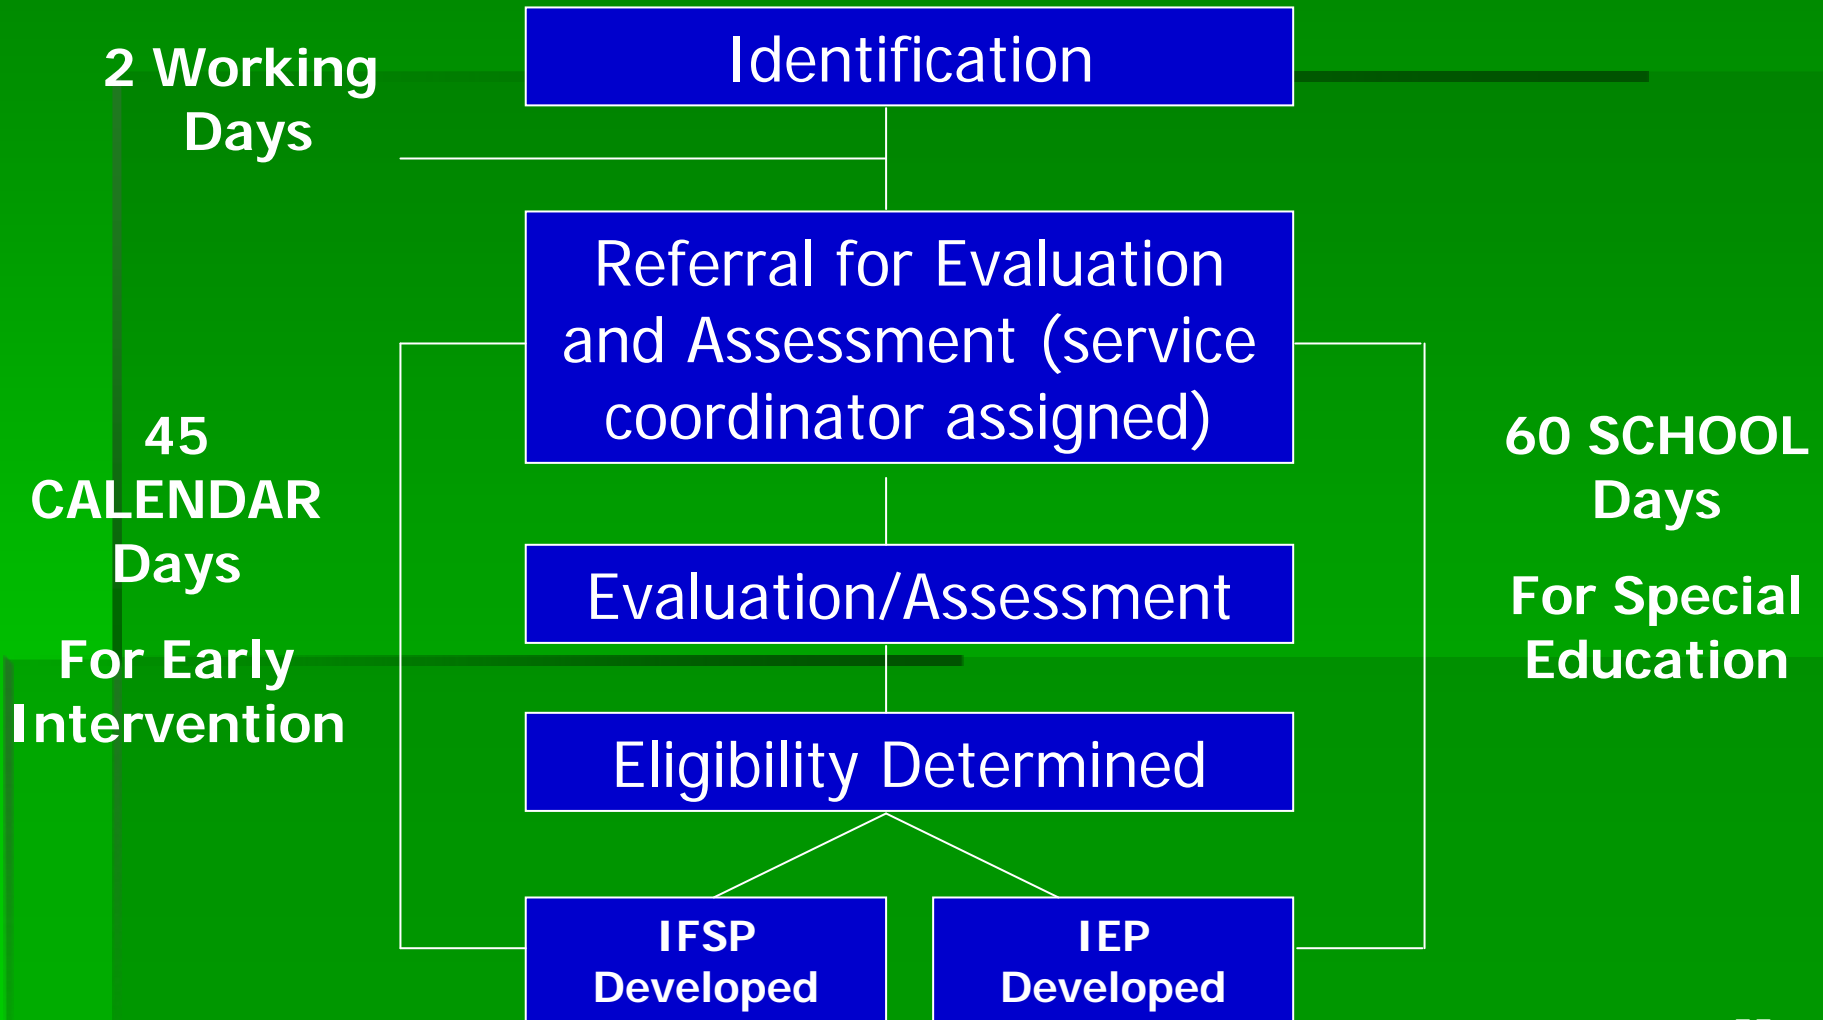 Identification
2 Working
Days
Referral for Evaluation
and Assessment (service
coordinator assigned)
45
CALENDAR
Days
For Early
Intervention
60 SCHOOL
Days
For Special
Education
Evaluation/Assessment
Eligibility Determined
IFSP
Developed
IEP
Developed